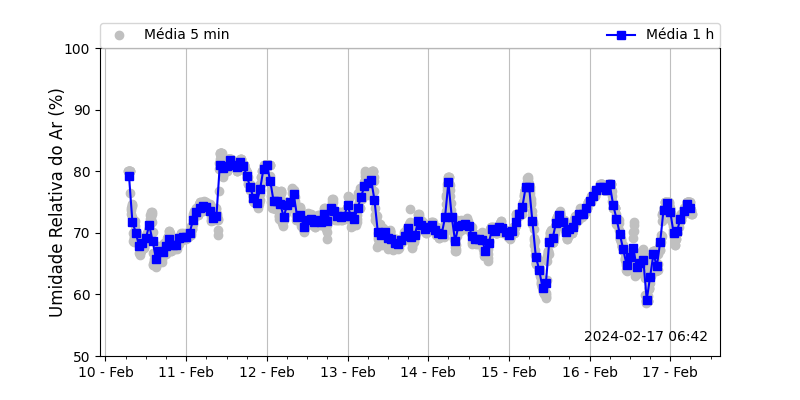 Média 5 min
Média 1 h
Umidade Relativa do Ar (%)
100
90
80
70
60
50
2024-02-17 06:42
10 - Feb
11 - Feb
12 - Feb
13 - Feb
14 - Feb
15 - Feb
16 - Feb
17 - Feb